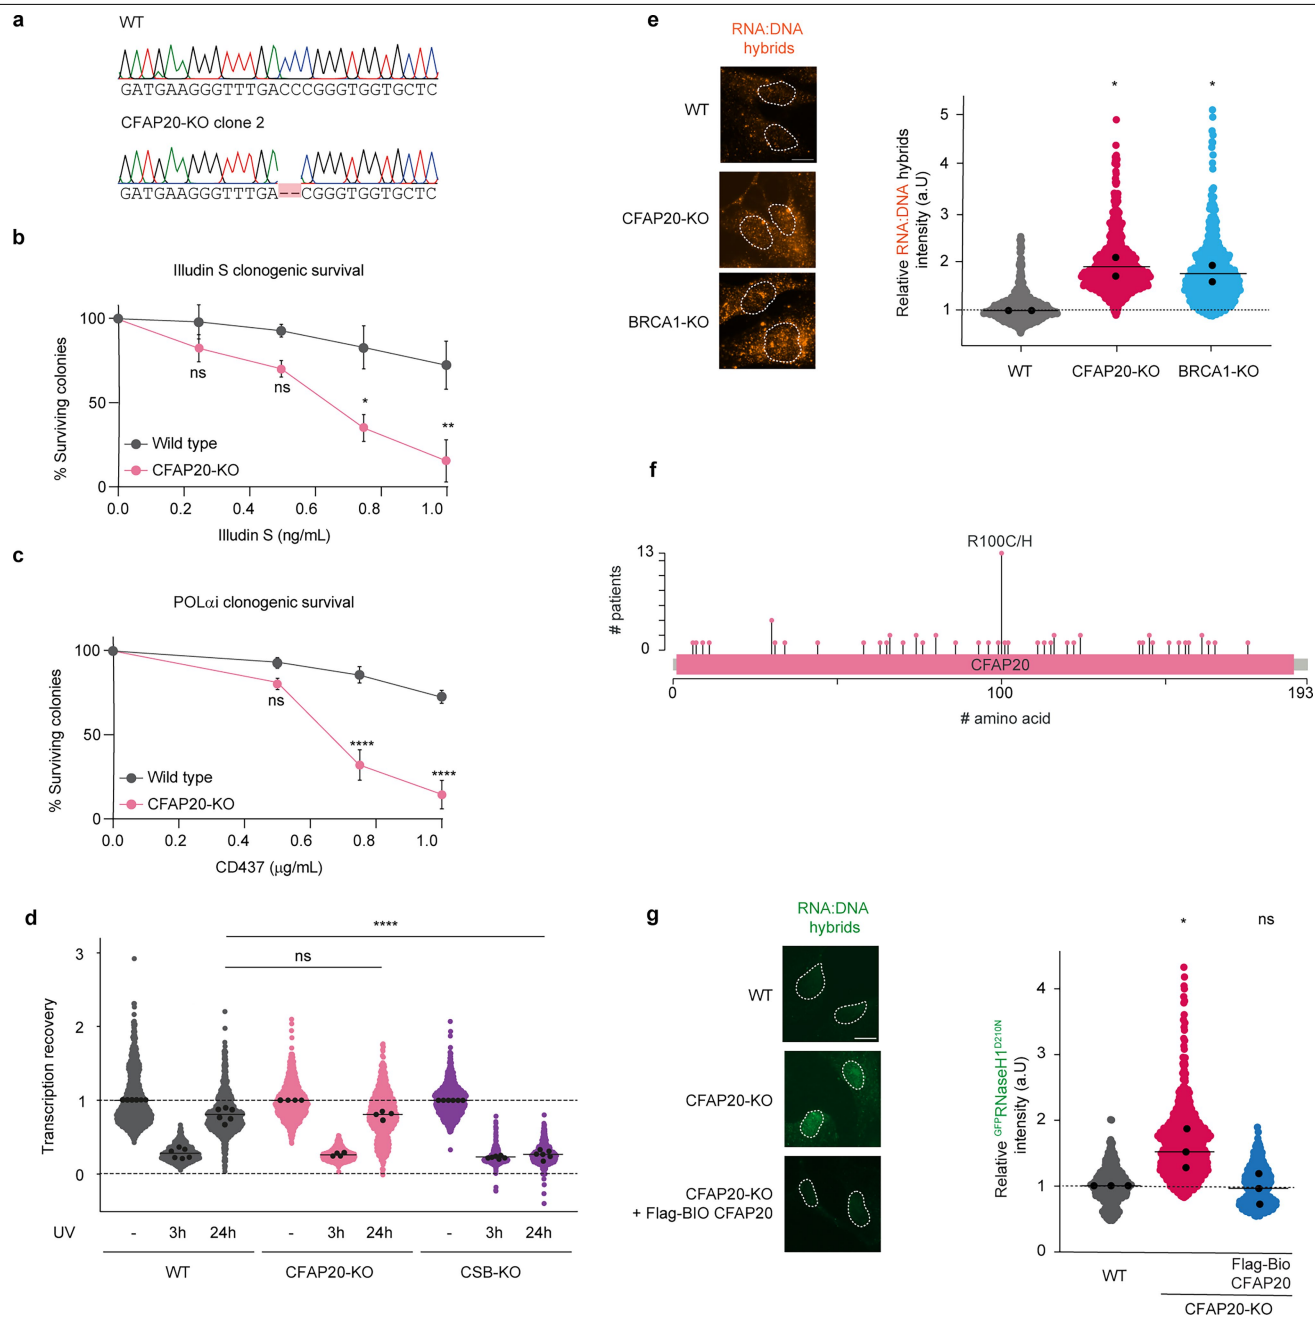 a
WT
GATGAAGGGTTTGACCCGGGTGGTGCTC
CFAP20-KO clone 2
GATGAAGGGTTTGA--CGGGTGGTGCTC
b
Illudin S clonogenic survival
% Surviving colonies
100
50
0
ns
ns
*
**
Wild type
CFAP20-KO
0.0 0.2 0.4 0.6 0.8 1.0
Illudin S (ng/mL)
c
POLαi clonogenic survival
% Surviving colonies
100
50
0
ns
****
****
Wild type
CFAP20-KO
0.0 0.2 0.4 0.6 0.8 1.0
CD437 (µg/mL)
d
****
ns
Transcription recovery
3
2
1
0
UV - 3h 24h - 3h 24h - 3h 24h
WT CFAP20-KO CSB-KO
e
RNA:DNA
hybrids
WT
CFAP20-KO
BRCA1-KO
Relative RNA:DNA hybrids
intensity (a.U)
* *
5
4
3
2
1
WT CFAP20-KO BRCA1-KO
f
# patients
13
0
R100C/H
CFAP20
0 100 193
# amino acid
g
RNA:DNA
hybrids
WT
CFAP20-KO
CFAP20-KO
+ Flag-BIO CFAP20
Relative GFPRNaseH1D210N
intensity (a.U)
* ns
4
3
2
1
0
WT
Flag-Bio
CFAP20
CFAP20-KO